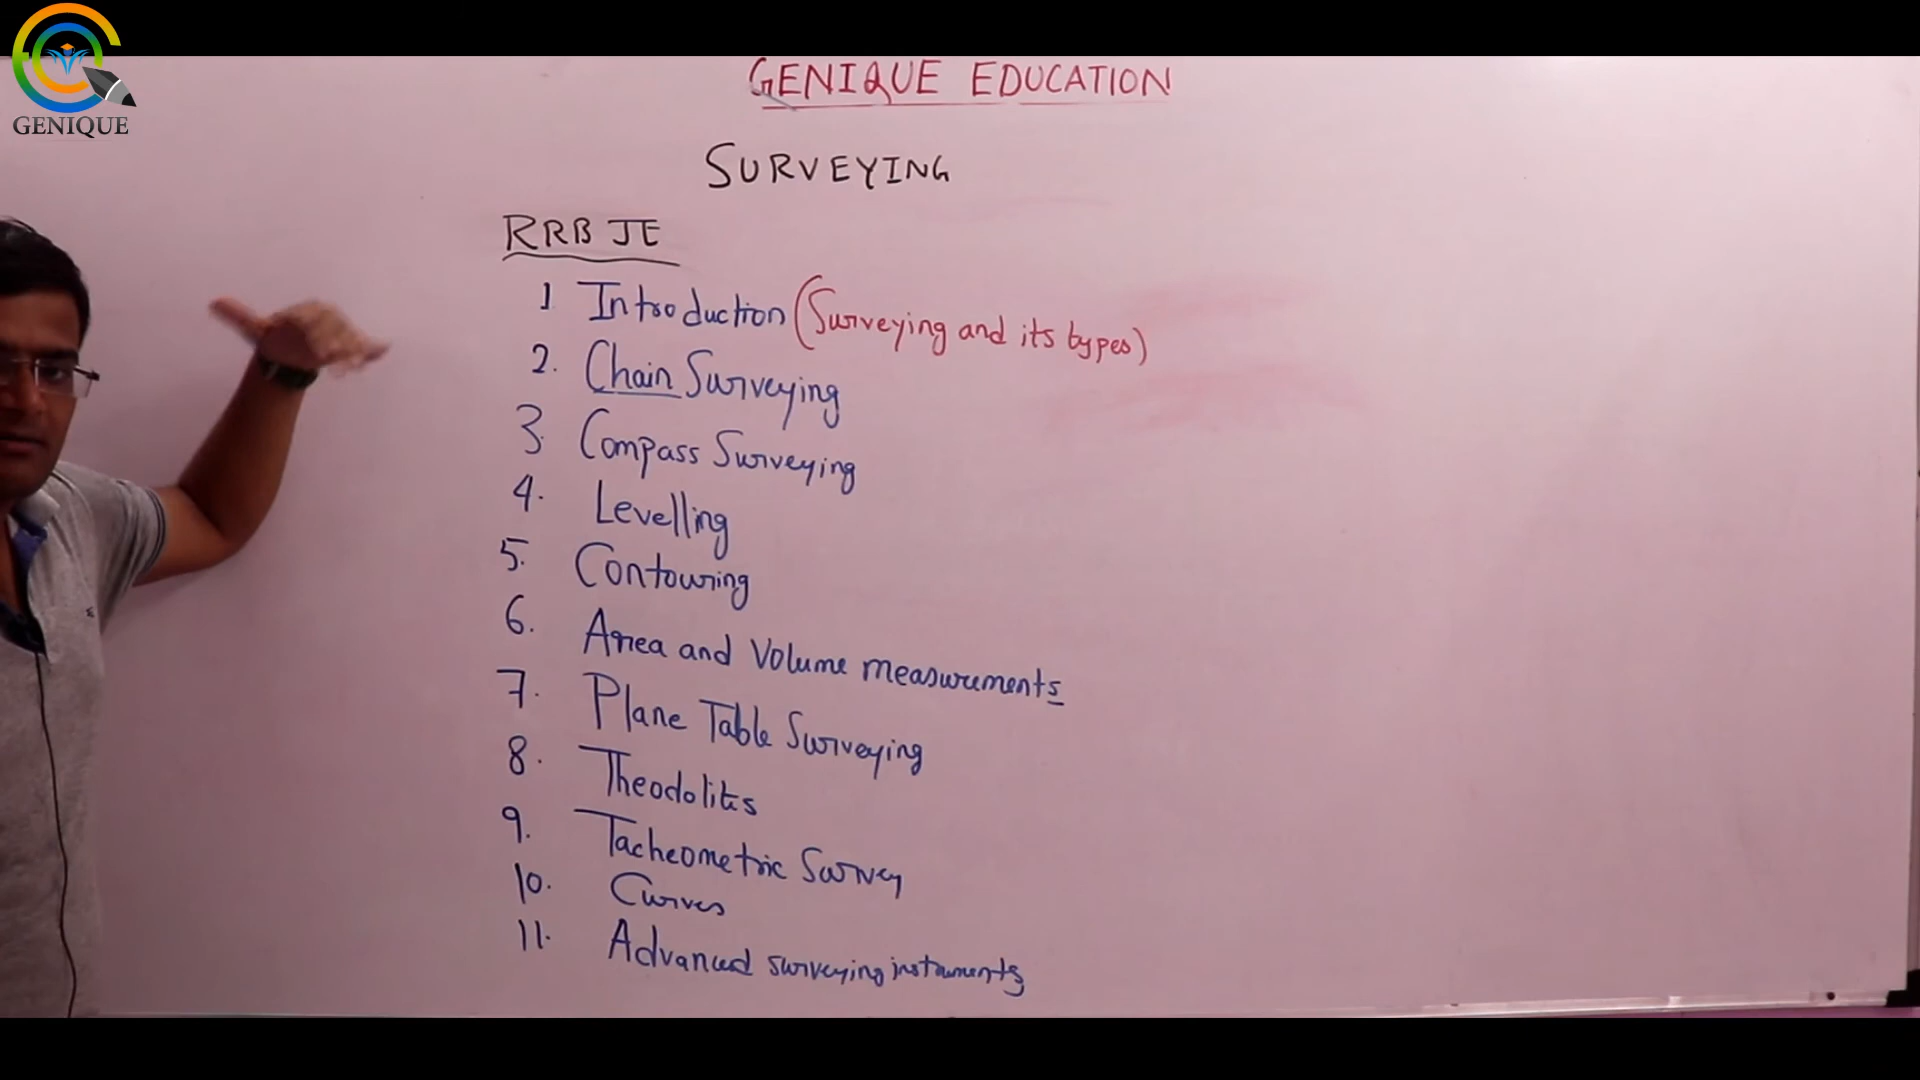 GENIQUE
GENIQUE EDUCATION
SURVEYING
RRB JE
1 Introduction (Surveying and its types)
2. Chain Surveying
3. Compass Surveying
4. Levelling
5. Contouring
6. Area and Volume measurements
7. Plane Table Surveying
8. Theodolites
9. Tacheometric Survey
10. Curves
11. Advanced surveying instruments